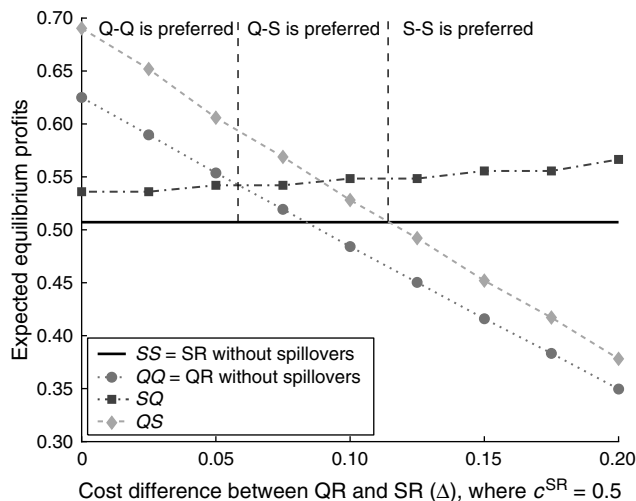 Q-Q is preferred Q-S is preferred S-S is preferred
Expected equilibrium profits
0.70
0.65
0.60
0.55
0.50
0.45
0.40
0.35
0.30
SS = SR without spillovers
QQ = QR without spillovers
SQ
QS
0 0.05 0.10 0.15 0.20
Cost difference between QR and SR (Δ), where c^SR = 0.5